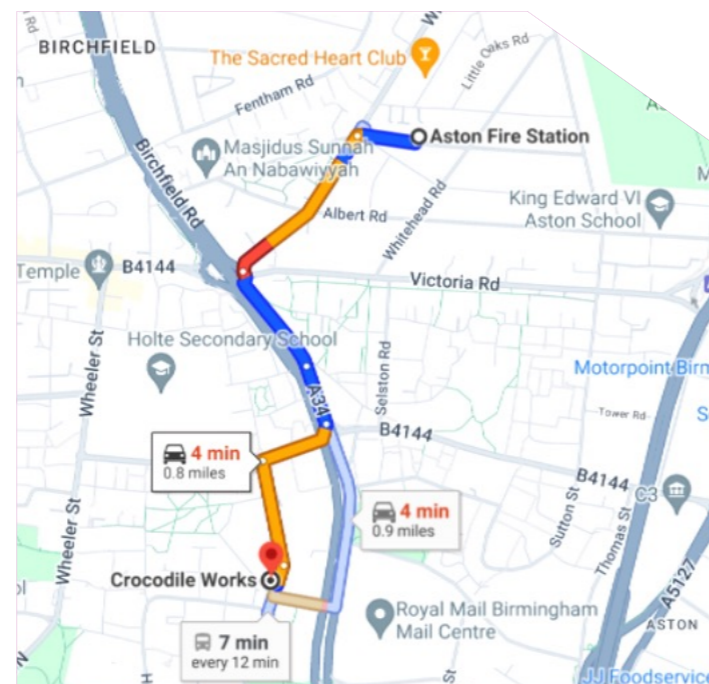 BIRCHFIELD
The Sacred Heart Club
Little Oaks Rd
Fentham Rd
Aston Fire Station
Masjidus Sunnah
An Nabawiyyah
Birchfield Rd
Albert Rd
Whitehead Rd
King Edward VI
Aston School
Temple
B4144
Victoria Rd
Holte Secondary School
Wheeler St
A34
Selston Rd
Motorpoint Birm
Tower Rd
B4144
4 min
0.8 miles
B4144
C3
4 min
0.9 miles
Sutton St
Thomas St
Wheeler St
Crocodile Works
A5127
Royal Mail Birmingham
Mail Centre
ASTON
7 min
every 12 min
St
JJ Foodservice